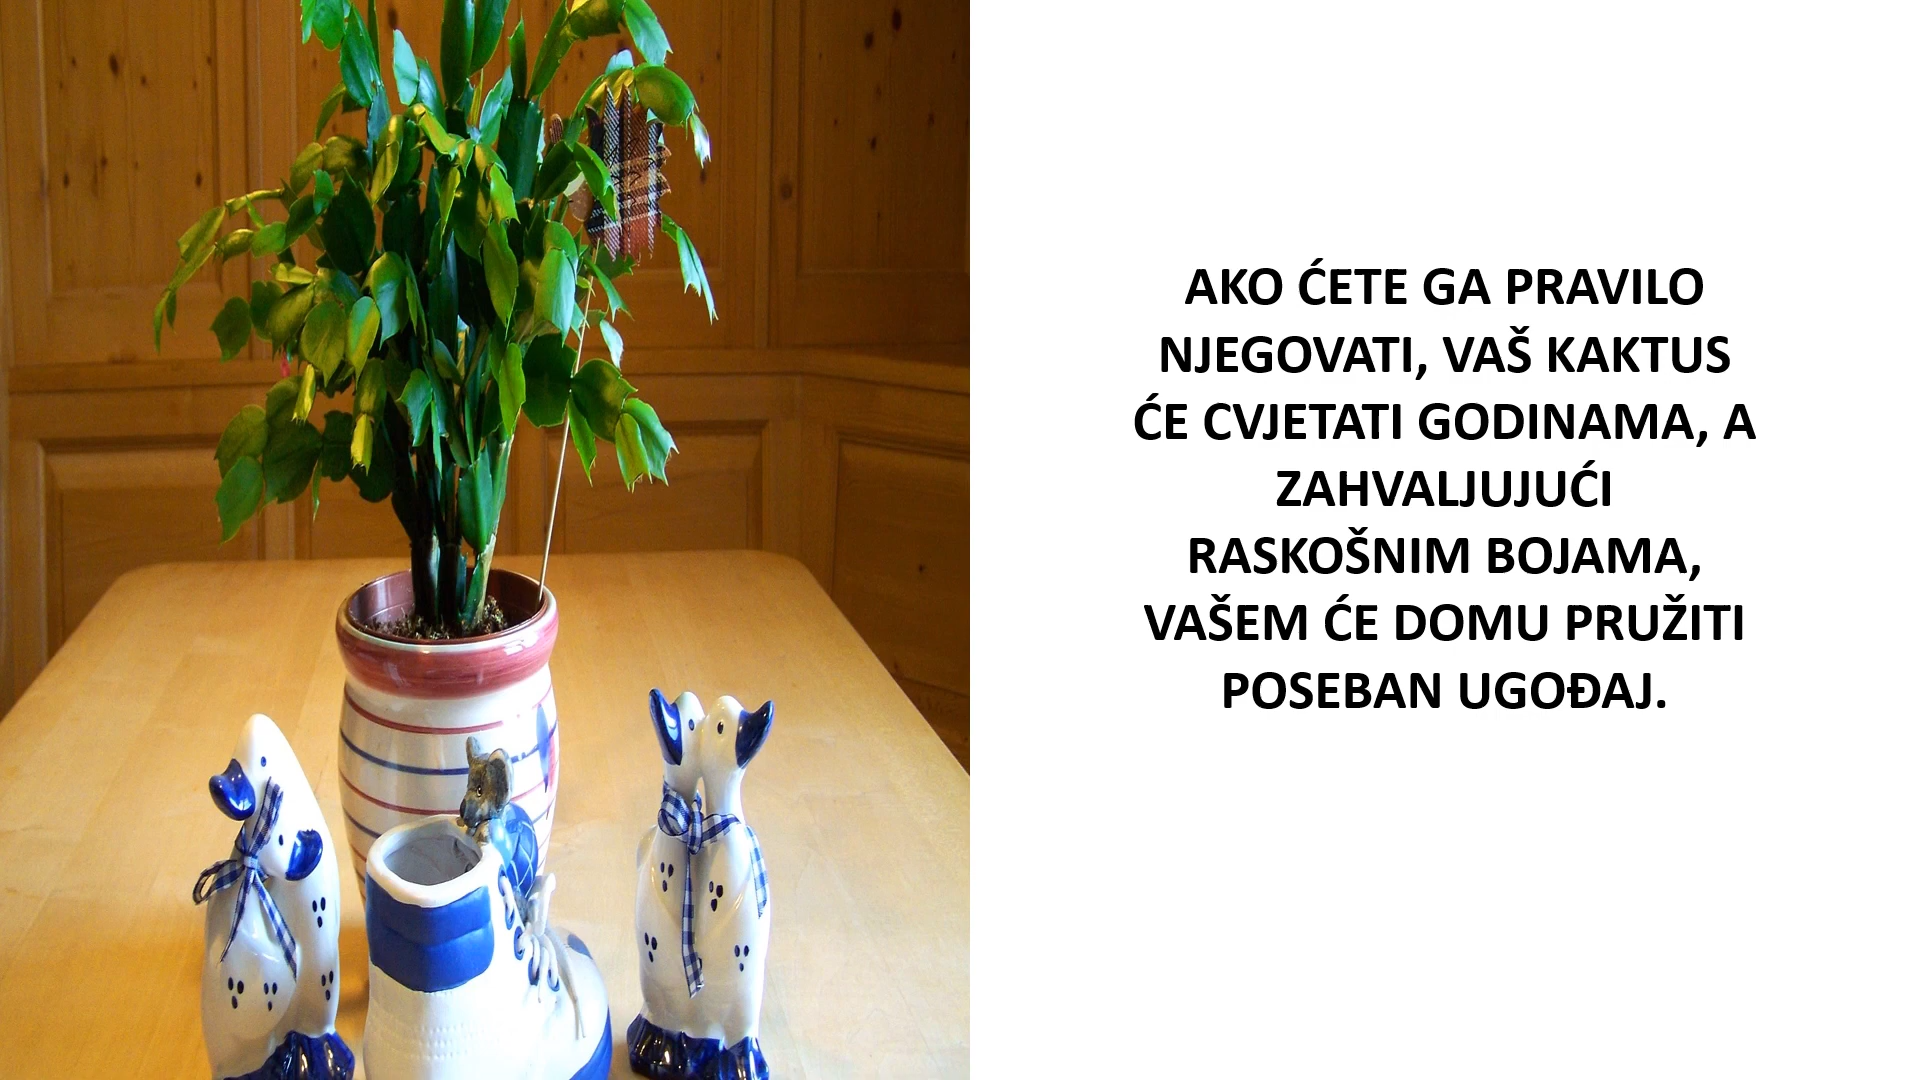 AKO ĆETE GA PRAVILO
NJEGOVATI, VAŠ KAKTUS
ĆE CVJETATI GODINAMA, A
ZAHVALJUJUĆI
RASKOŠNIM BOJAMA,
VAŠEM ĆE DOMU PRUŽITI
POSEBAN UGOĐAJ.